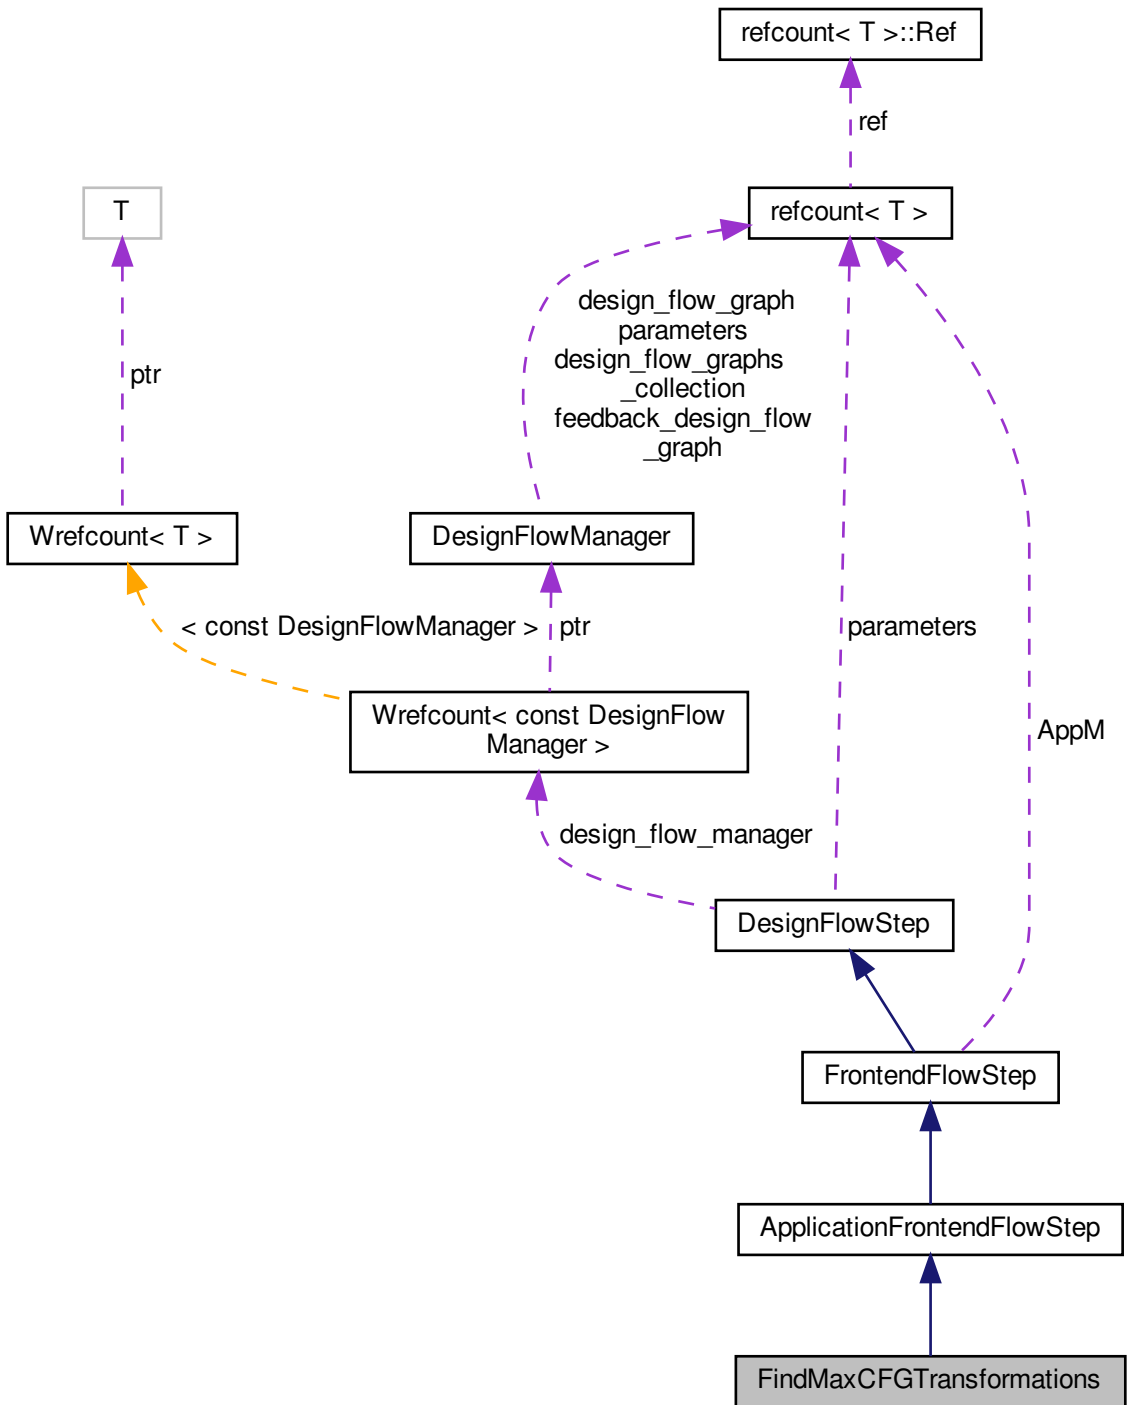 refcount< T >::Ref
ref
T
refcount< T >
design_flow_graph
parameters
design_flow_graphs
_collection
feedback_design_flow
_graph
ptr
Wrefcount< T >
DesignFlowManager
< const DesignFlowManager >
ptr
parameters
Wrefcount< const DesignFlow
Manager >
AppM
design_flow_manager
DesignFlowStep
FrontendFlowStep
ApplicationFrontendFlowStep
FindMaxCFGTransformations